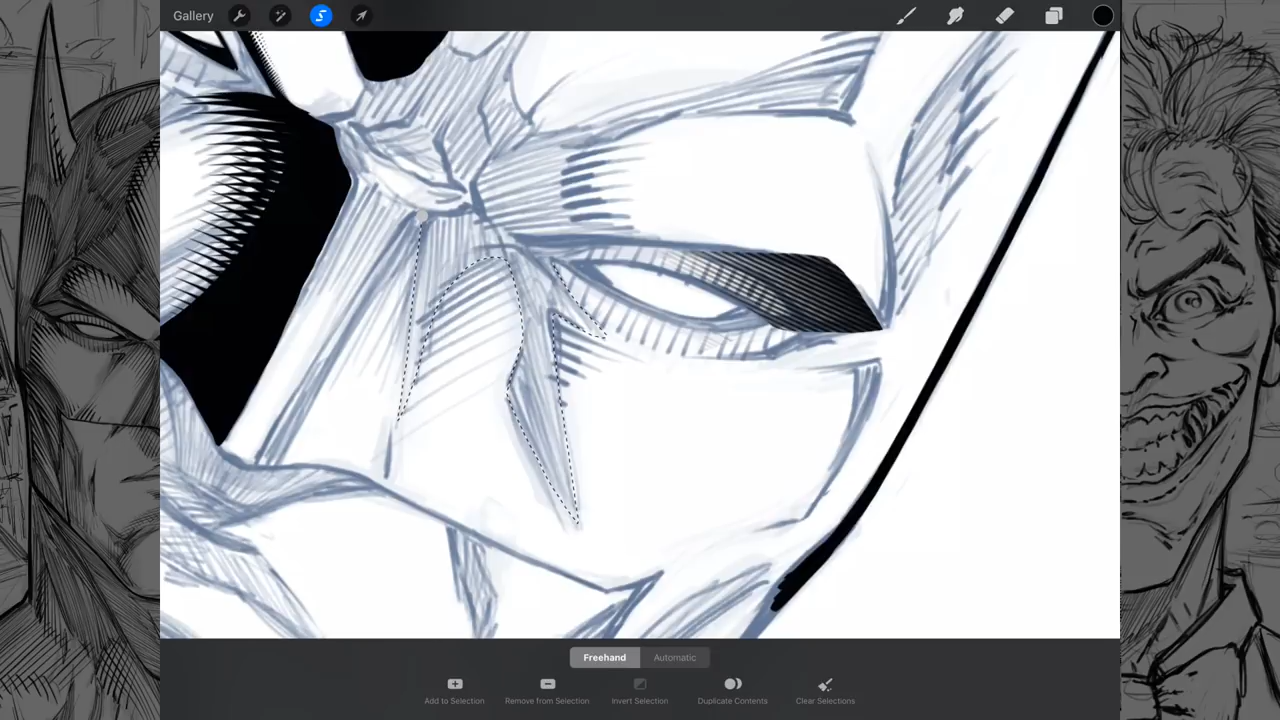 Gallery
Freehand Automatic
Add to Selection Remove from Selection Invert Selection Duplicate Contents Clear Selections